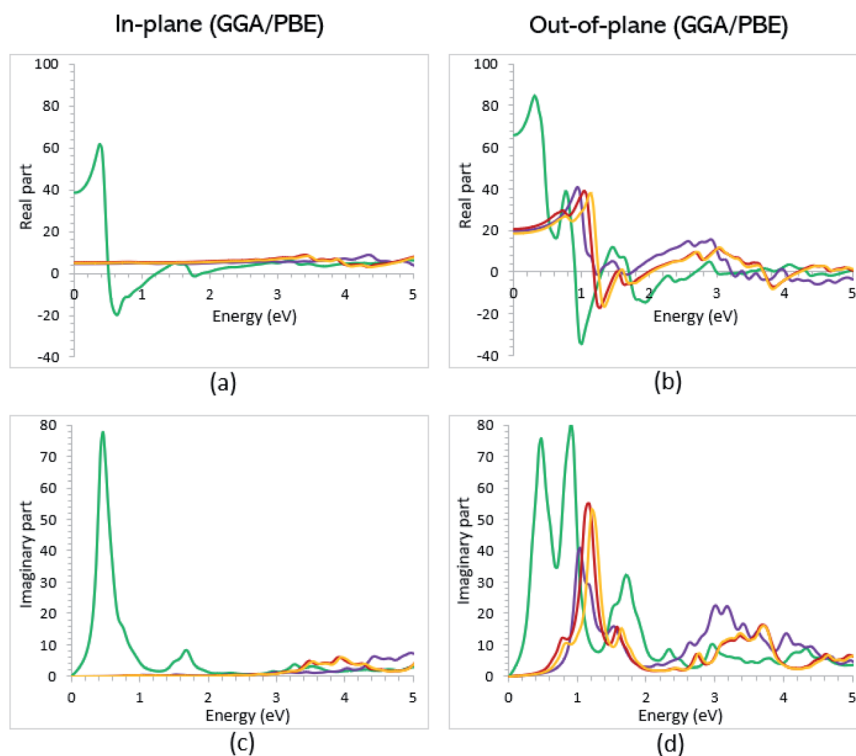 In-plane (GGA/PBE)
Out-of-plane (GGA/PBE)
100
80
60
40
20
0
-20
-40
Real part
0 1 2 3 4 5
Energy (eV)
(a)
100
80
60
40
20
0
-20
-40
Real part
0 1 2 3 4 5
Energy (eV)
(b)
80
70
60
50
40
30
20
10
0
Imaginary part
0 1 2 3 4 5
Energy (eV)
(c)
80
70
60
50
40
30
20
10
0
Imaginary part
0 1 2 3 4 5
Energy (eV)
(d)